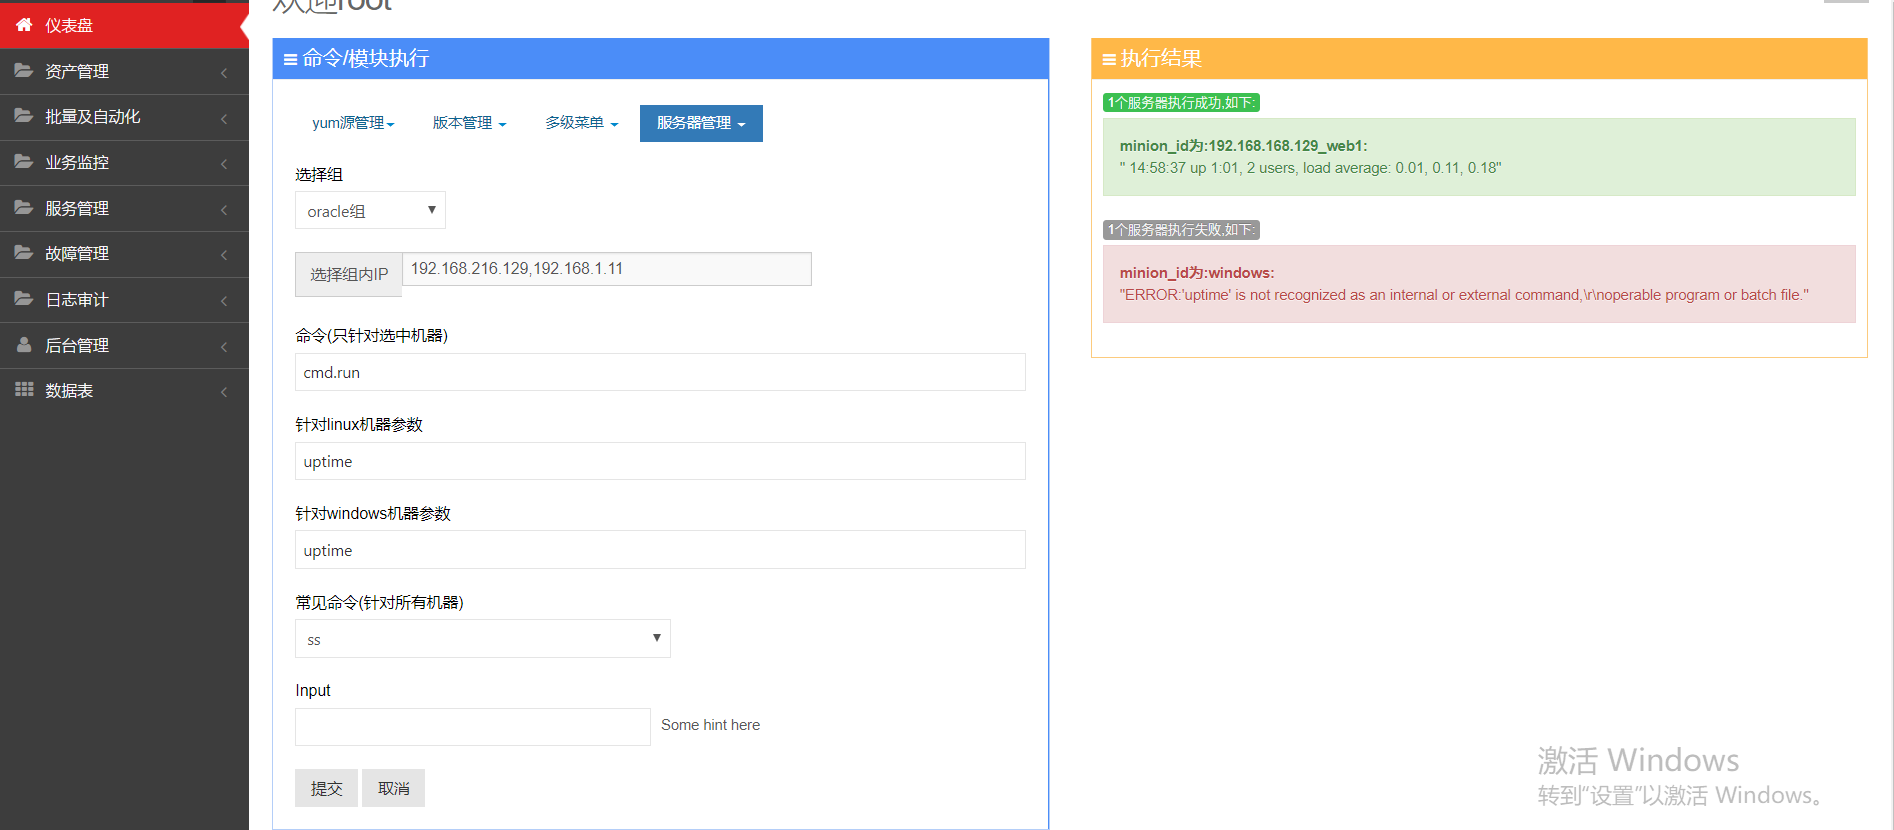 欢迎root
仪表盘
资产管理
批量及自动化
业务监控
服务管理
故障管理
日志审计
后台管理
数据表
命令/模块执行
yum源管理 版本管理 多级菜单 服务器管理
选择组
oracle组
选择组内IP 192.168.216.129,192.168.1.11
命令(只针对选中机器)
cmd.run
针对linux机器参数
uptime
针对windows机器参数
uptime
常见命令(针对所有机器)
ss
Input
Some hint here
提交 取消
执行结果
1个服务器执行成功,如下:
minion_id为:192.168.168.129_web1:
" 14:58:37 up 1:01, 2 users, load average: 0.01, 0.11, 0.18"
1个服务器执行失败,如下:
minion_id为:windows:
"ERROR:'uptime' is not recognized as an internal or external command,\r\noperable program or batch file."
激活 Windows
转到“设置”以激活 Windows。